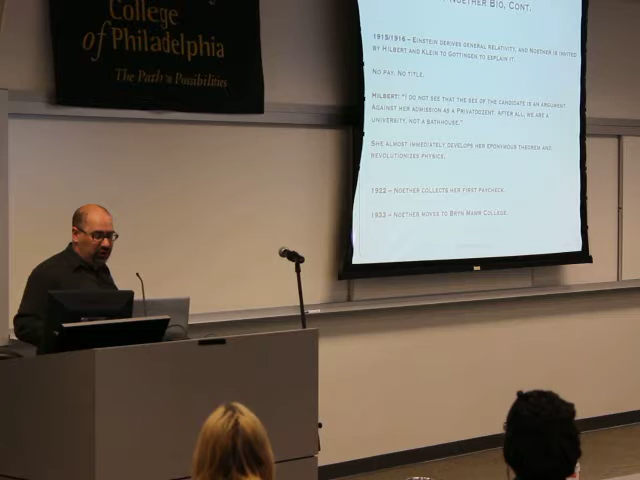 College
of Philadelphia
The Path to Possibilities
NOETHER BIO, CONT.
1915/1916 – EINSTEIN DERIVES GENERAL RELATIVITY, AND NOETHER IS INVITED
BY HILBERT AND KLEIN TO GOTTINGEN TO ESPLAIN IT.
NO PAY. NO TITLE.
HILBERT: "I DO NOT SEE THAT THE SEX OF THE CANDIDATE IS AN ARGUMENT
AGAINST HER ADMISSION AS A PRIVATDOZENT. AFTER ALL, WE ARE A
UNIVERSITY, NOT A BATHHOUSE."
SHE ALMOST IMMEDIATELY DEVELOPS HER EPONYMOUS THEOREM AND
REVOLUTIONIZES PHYSICS.
1922 – NOETHER COLLECTS HER FIRST PAYCHECK.
1933 – NOETHER MOVES TO BRYN MAWR COLLEGE.